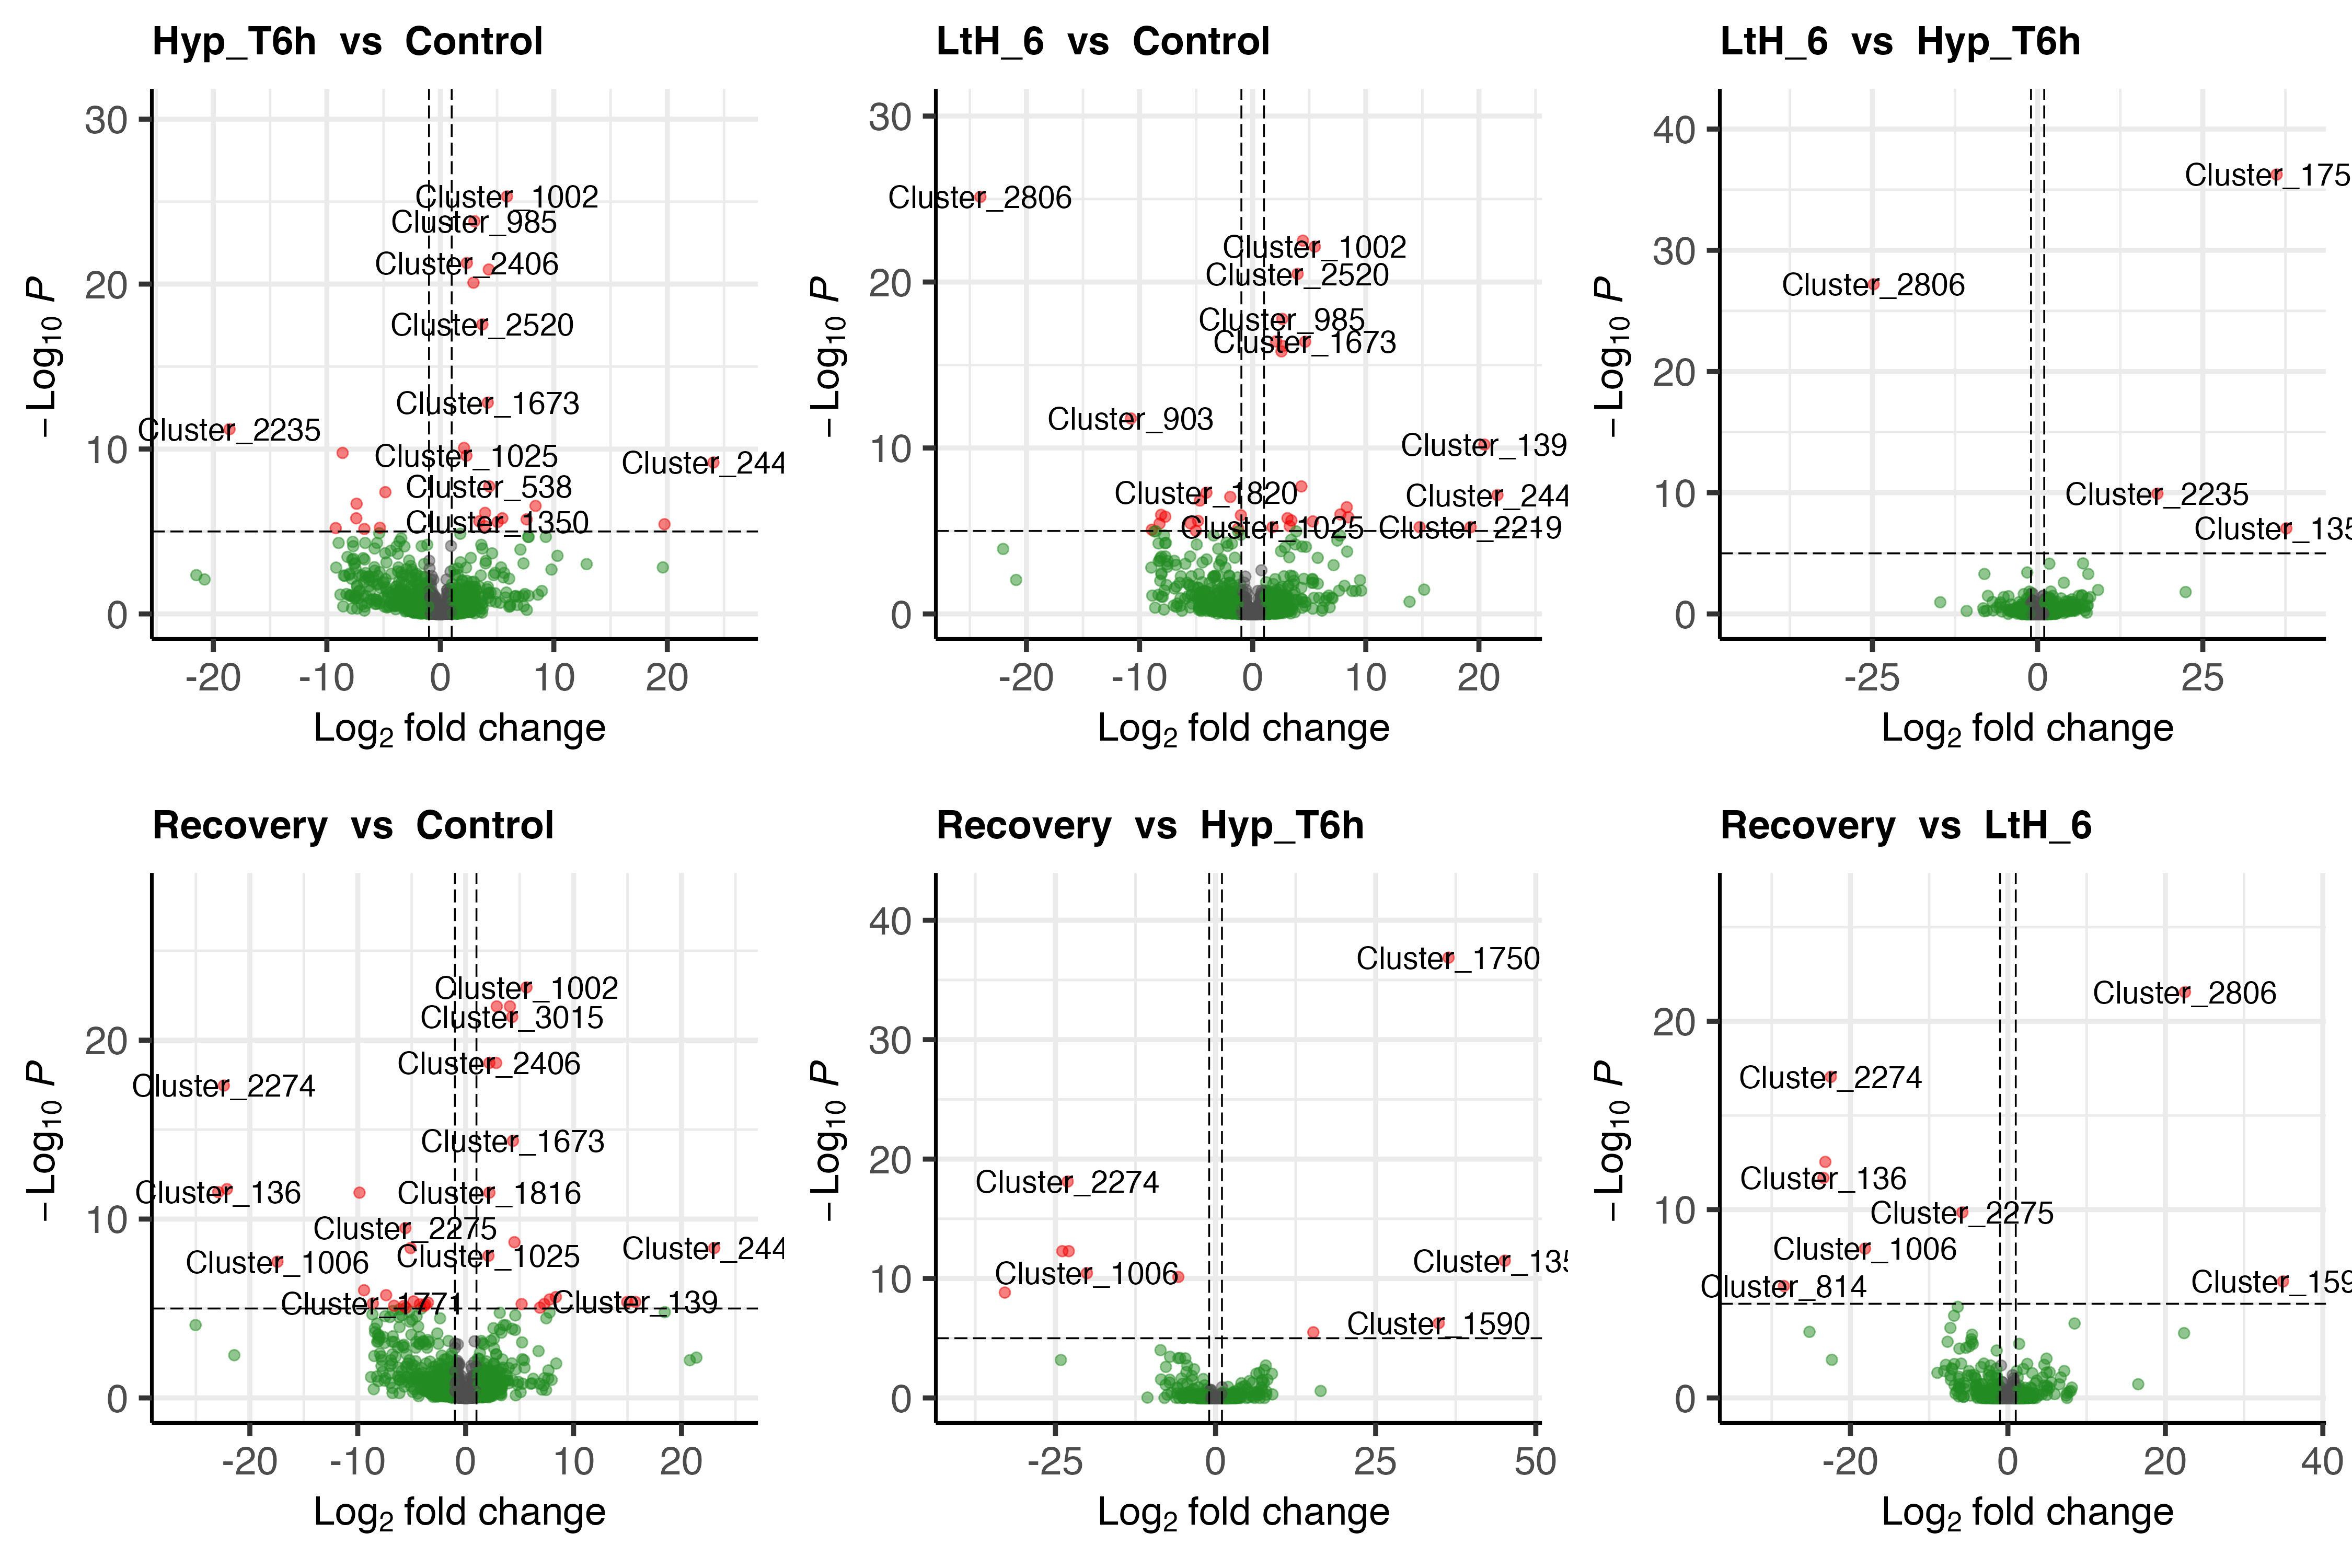 Hyp_T6h vs Control
30
20
10
0
− Log10 P
Cluster_1002
Cluster_985
Cluster_2406
Cluster_2520
Cluster_1673
Cluster_2235
Cluster_1025
Cluster_244
Cluster_538
Cluster_1350
-20 -10 0 10 20
Log2 fold change
LtH_6 vs Control
30
20
10
0
− Log10 P
Cluster_2806
Cluster_1002
Cluster_2520
Cluster_985
Cluster_1673
Cluster_903
Cluster_139
Cluster_1820
Cluster_244
Cluster_1025
Cluster_2219
-20 -10 0 10 20
Log2 fold change
LtH_6 vs Hyp_T6h
40
30
20
10
0
− Log10 P
Cluster_175
Cluster_2806
Cluster_2235
Cluster_135
-25 0 25
Log2 fold change
Recovery vs Control
20
10
0
− Log10 P
Cluster_1002
Cluster_3015
Cluster_2406
Cluster_2274
Cluster_1673
Cluster_136
Cluster_1816
Cluster_2275
Cluster_1025
Cluster_244
Cluster_1006
Cluster_1771
Cluster_139
-20 -10 0 10 20
Log2 fold change
Recovery vs Hyp_T6h
40
30
20
10
0
− Log10 P
Cluster_1750
Cluster_2274
Cluster_1006
Cluster_135
Cluster_1590
-25 0 25 50
Log2 fold change
Recovery vs LtH_6
20
10
0
− Log10 P
Cluster_2806
Cluster_2274
Cluster_136
Cluster_2275
Cluster_1006
Cluster_814
Cluster_159
-20 0 20 40
Log2 fold change